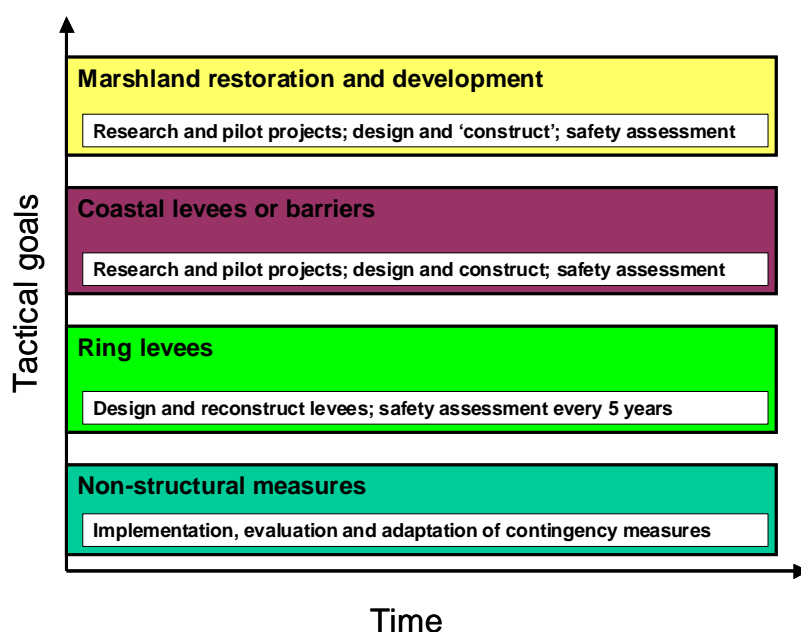 Marshland restoration and development
Research and pilot projects; design and ‘construct’; safety assessment
Coastal levees or barriers
Research and pilot projects; design and construct; safety assessment
Ring levees
Design and reconstruct levees; safety assessment every 5 years
Non-structural measures
Implementation, evaluation and adaptation of contingency measures
Tactical goals
Time